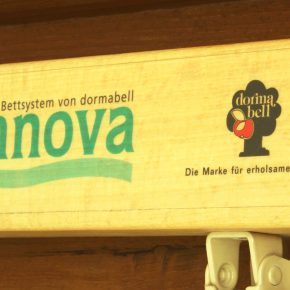 Bettsystem von dormabell
nova
dorma
bell
Die Marke für erholsame